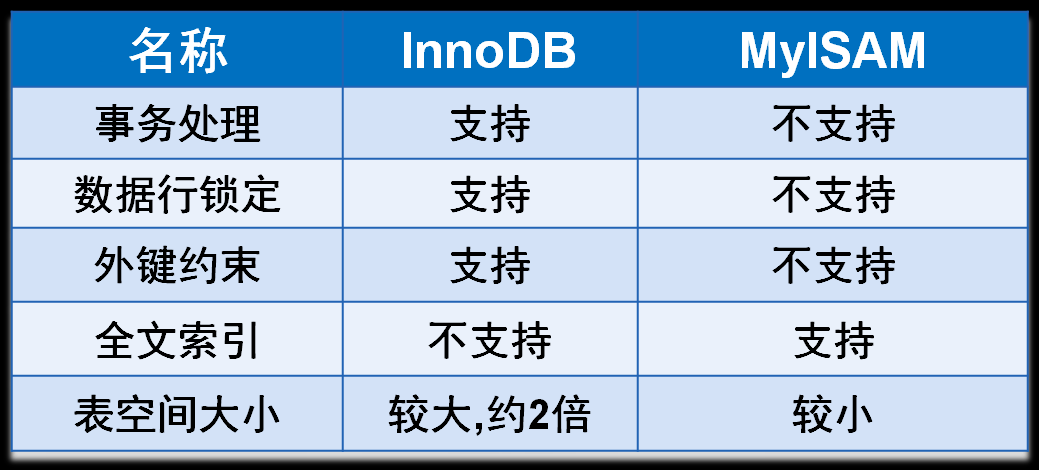 名称 InnoDB MyISAM
事务处理 支持 不支持
数据行锁定 支持 不支持
外键约束 支持 不支持
全文索引 不支持 支持
表空间大小 较大,约2倍 较小